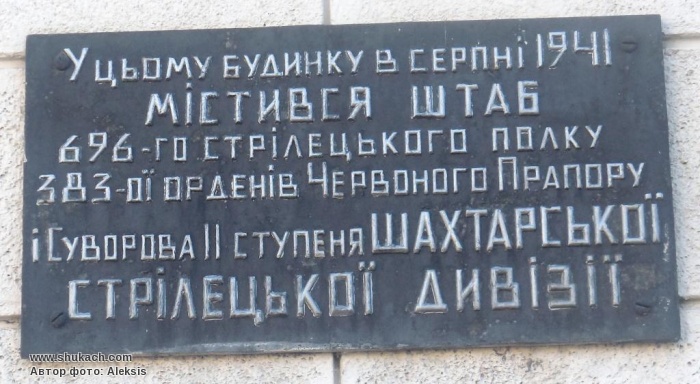 У цьому будинку в серпні 1941
містився штаб
696-го стрілецького полку
383-ої орденів Червоного Прапору
і Суворова II ступеня Шахтарської
стрілецької дивізії
www.shukach.com
Автор фото: Aleksis